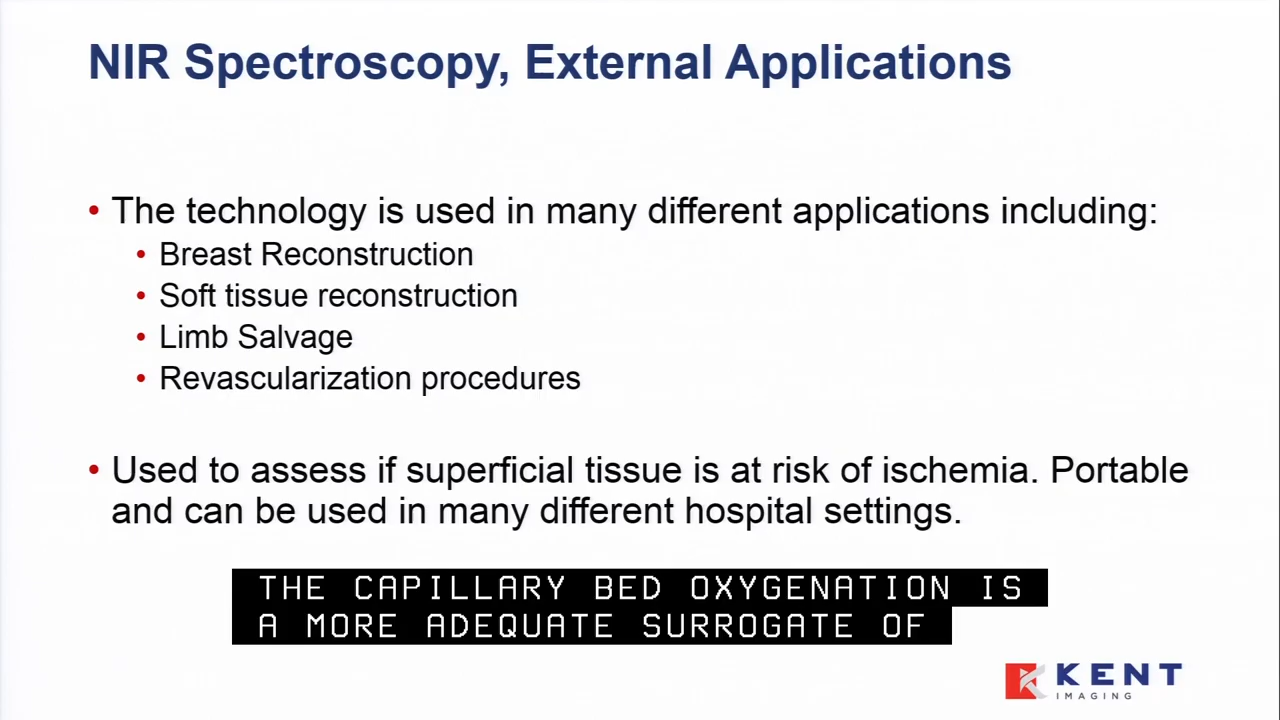 NIR Spectroscopy, External Applications
• The technology is used in many different applications including:
• Breast Reconstruction
• Soft tissue reconstruction
• Limb Salvage
• Revascularization procedures
• Used to assess if superficial tissue is at risk of ischemia. Portable
and can be used in many different hospital settings.
THE CAPILLARY BED OXYGENATION IS
A MORE ADEQUATE SURROGATE OF
KENT
IMAGING